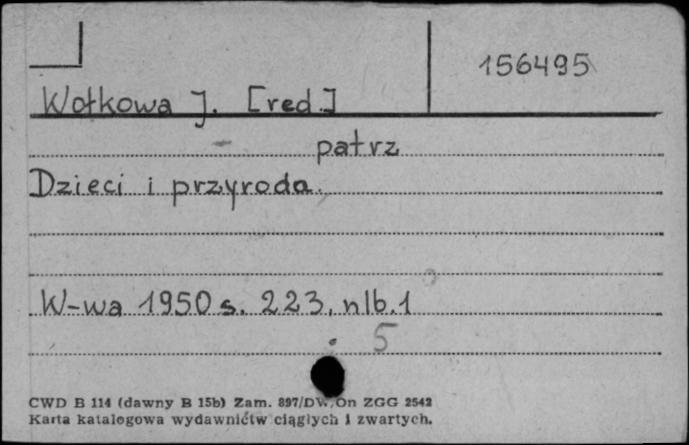 156495
Wołkowa J. [red.]
patrz
Dzieci i przyroda.
W-wa 1950 s. 223, nlb. 1
5
CWD B 114 (dawny B 15b) Zam. 897/DW. On ZGG 2542
Karta katalogowa wydawnictw ciągłych i zwartych.